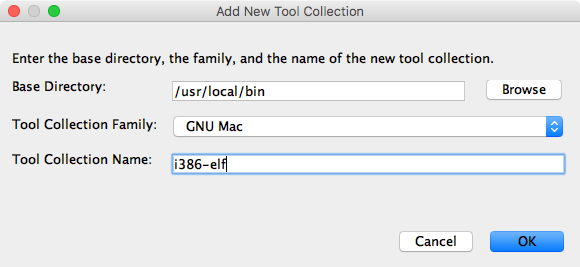 Add New Tool Collection
Enter the base directory, the family, and the name of the new tool collection.
Base Directory: /usr/local/bin Browse
Tool Collection Family: GNU Mac
Tool Collection Name: i386-elf
Cancel OK